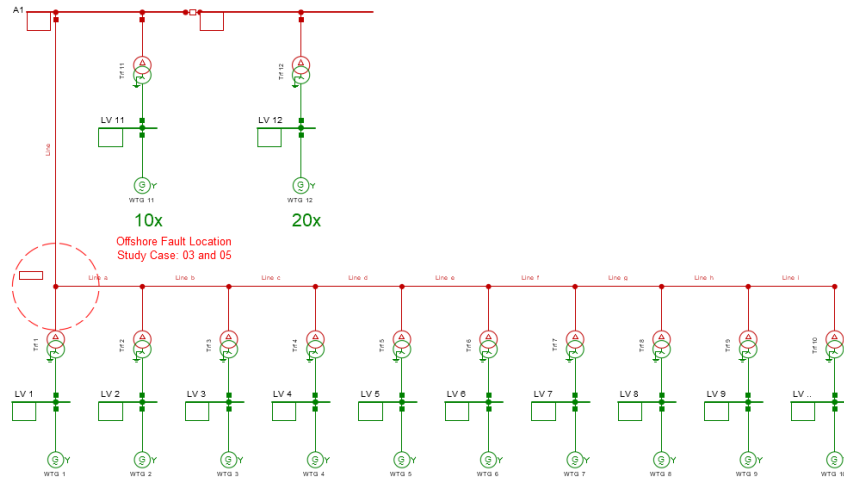 A1
Trf 11
Trf 12
LV 11
LV 12
Line
WTG 11
WTG 12
10x
20x
Offshore Fault Location
Study Case: 03 and 05
Line a
Line b
Line c
Line d
Line e
Line f
Line g
Line h
Line i
Trf 1
Trf 2
Trf 3
Trf 4
Trf 5
Trf 6
Trf 7
Trf 8
Trf 9
Trf 10
LV 1
LV 2
LV 3
LV 4
LV 5
LV 6
LV 7
LV 8
LV 9
LV ..
G Y
WTG 1
WTG 2
WTG 3
WTG 4
WTG 5
WTG 6
WTG 7
WTG 8
WTG 9
WTG 10